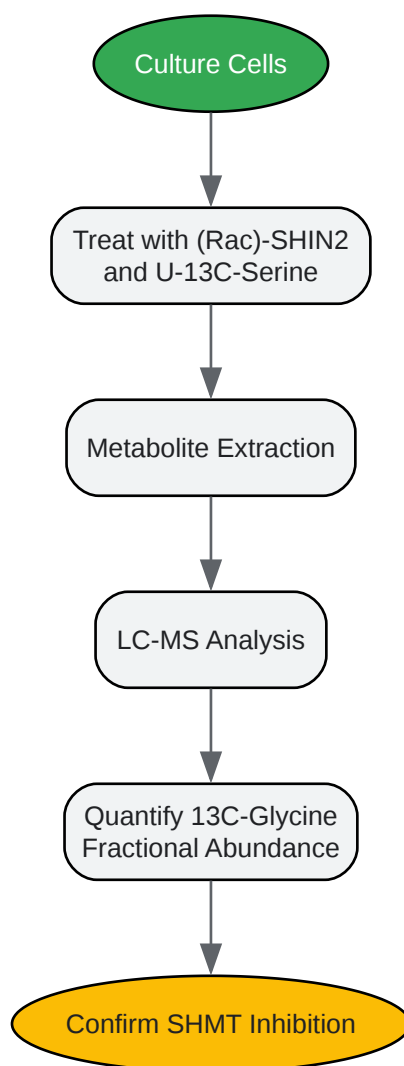 Culture Cells
Treat with (Rac)-SHIN2
and U-13C-Serine
Metabolite Extraction
LC-MS Analysis
Quantify 13C-Glycine
Fractional Abundance
Confirm SHMT Inhibition